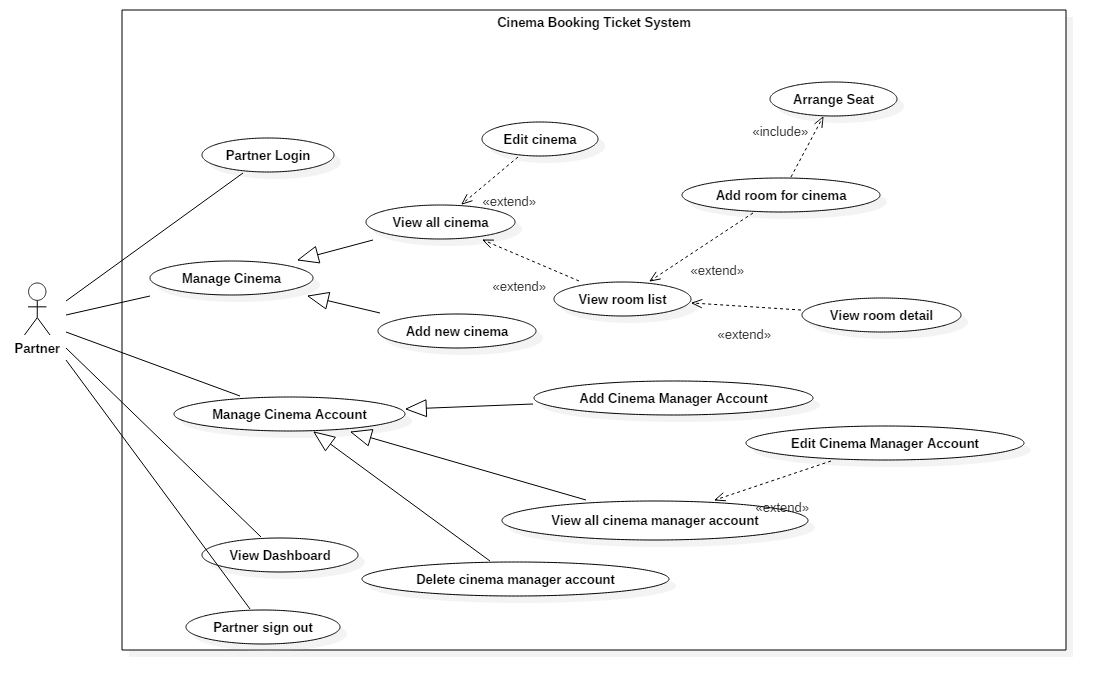 Cinema Booking Ticket System
Arrange Seat
«include»
Edit cinema
Partner Login
Add room for cinema
«extend»
View all cinema
«extend»
Manage Cinema
«extend»
View room list
View room detail
Add new cinema
«extend»
Partner
Add Cinema Manager Account
Manage Cinema Account
Edit Cinema Manager Account
«extend»
View all cinema manager account
View Dashboard
Delete cinema manager account
Partner sign out